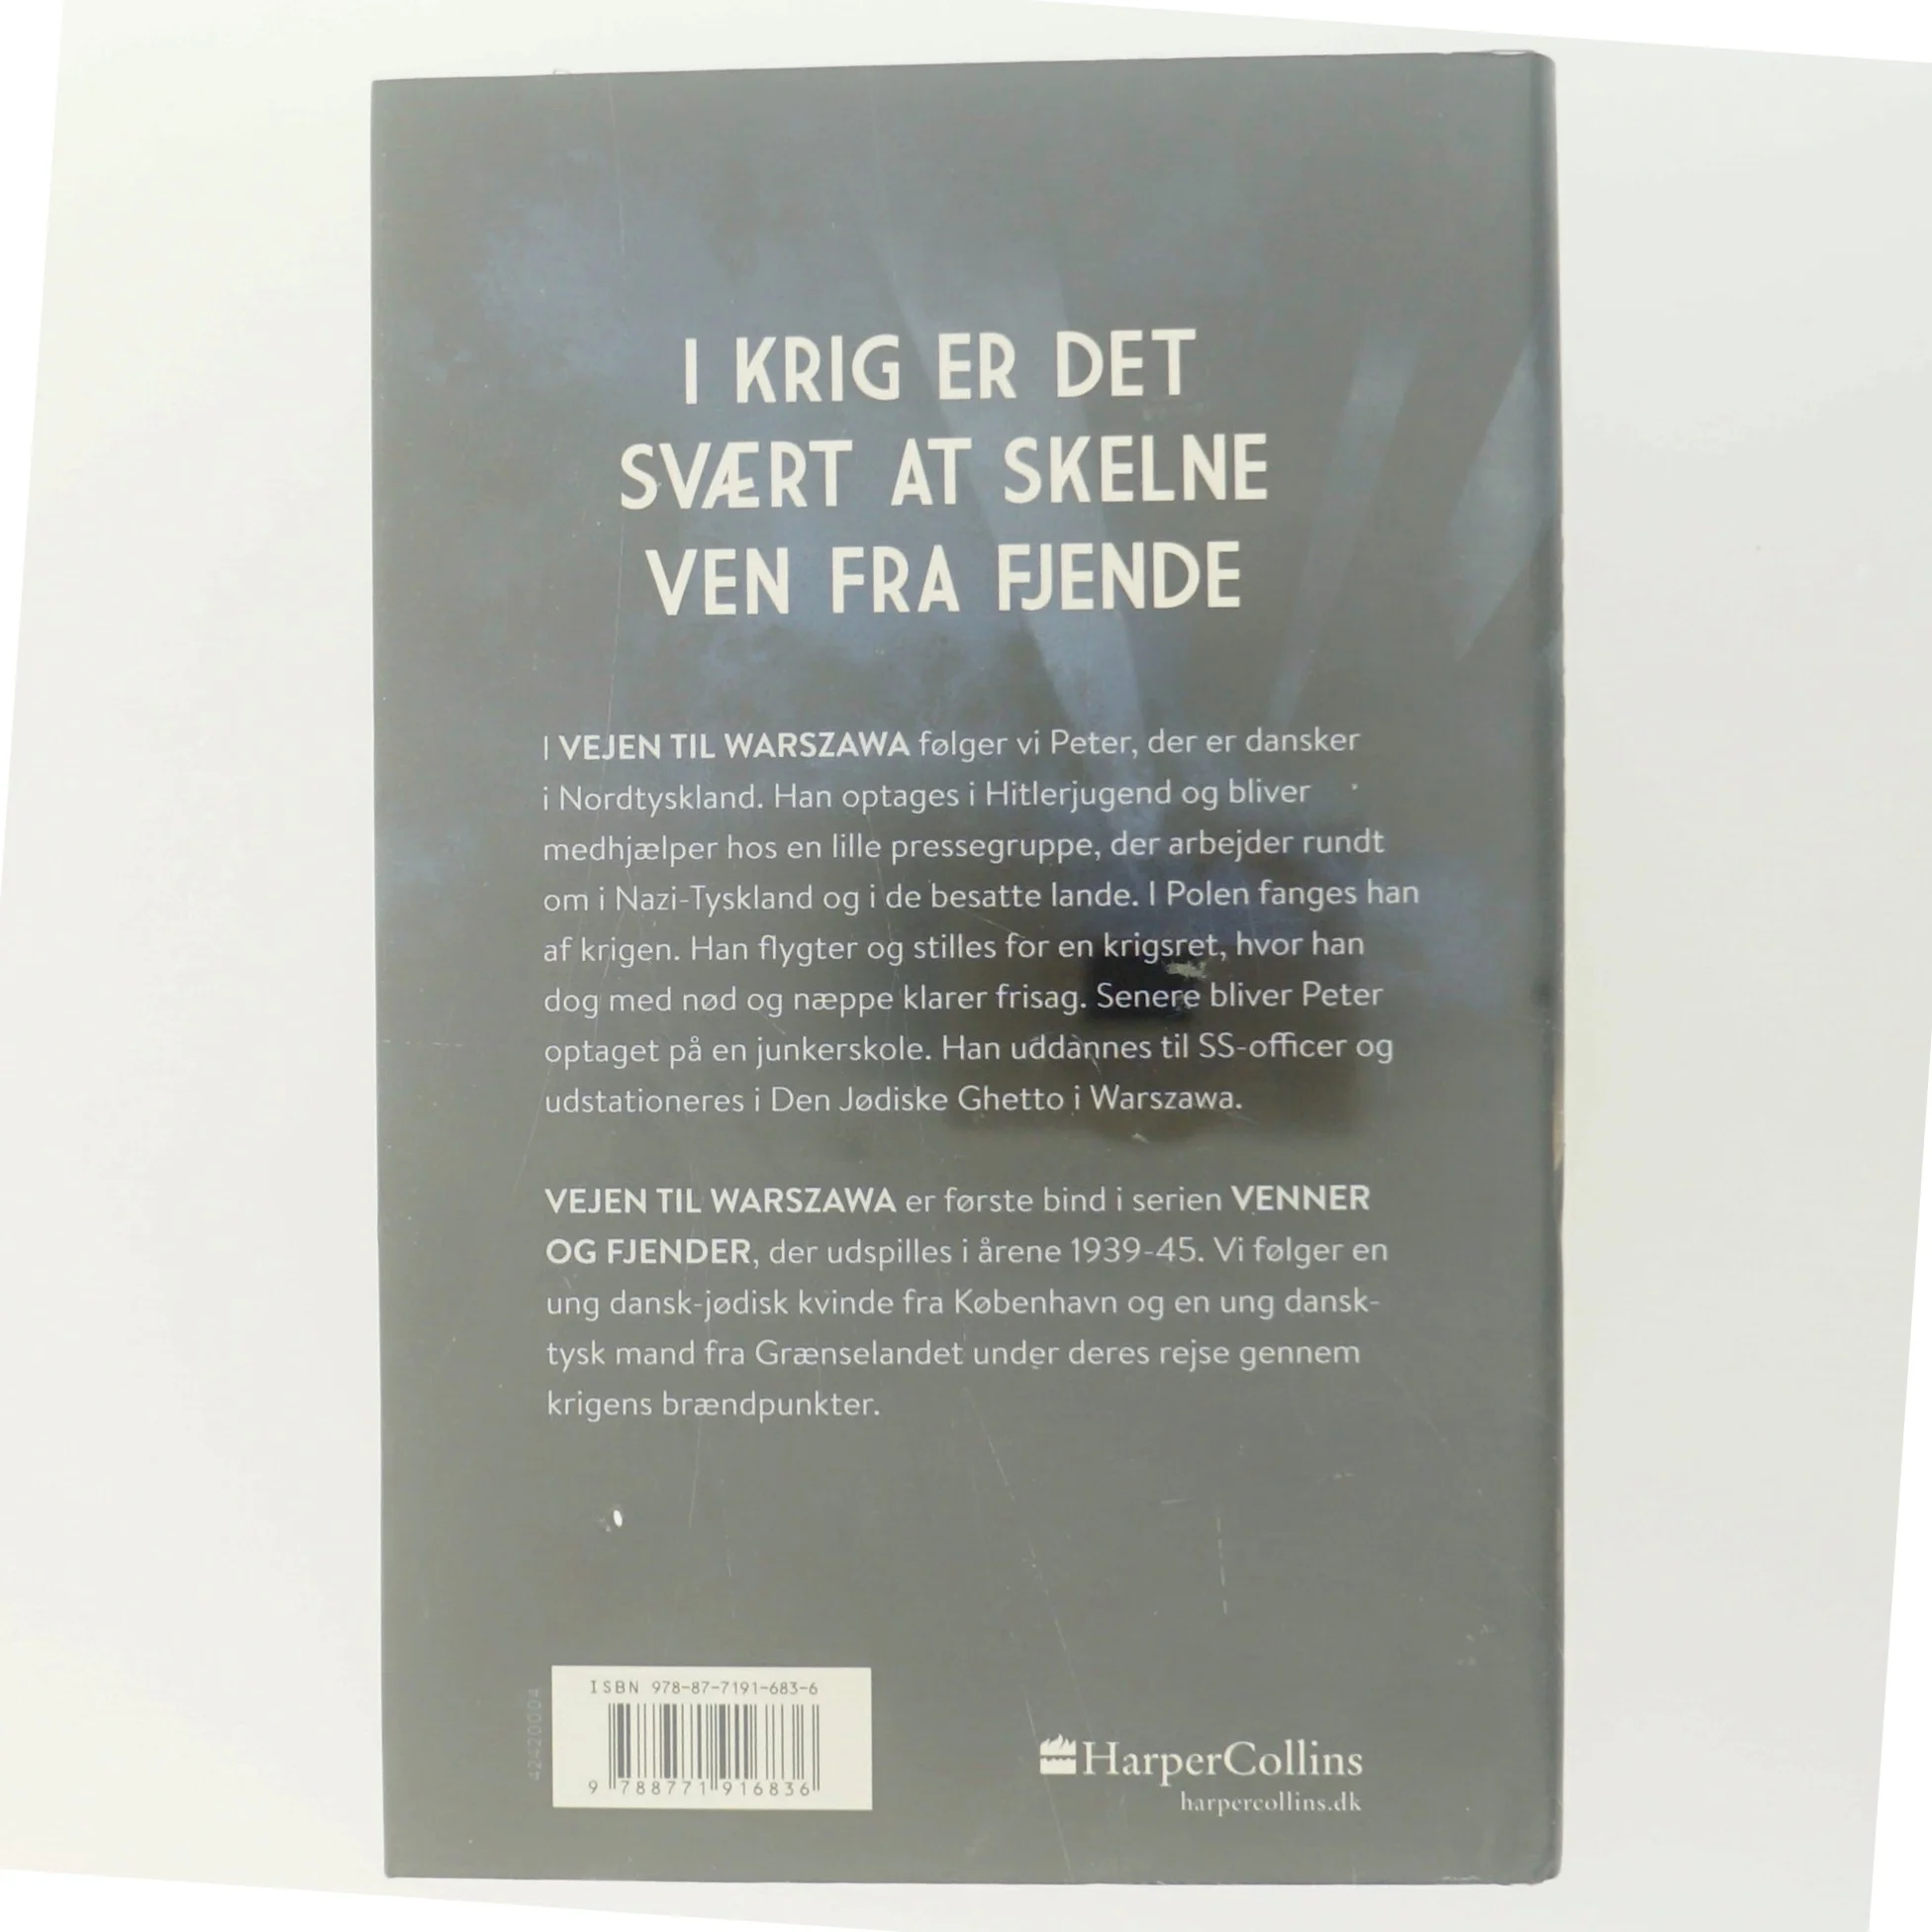 I KRIG ER DET
SVÆRT AT SKELNE
VEN FRA FJENDE
I VEJEN TIL WARSZAWA følger vi Peter, der er dansker
i Nordtyskland. Han optages i Hitlerjugend og bliver
medhjælper hos en lille pressegruppe, der arbejder rundt
om i Nazi-Tyskland og i de besatte lande. I Polen fanges han
af krigen. Han flygter og stilles for en krigsret, hvor han
dog med nød og næppe klarer frisag. Senere bliver Peter
optaget på en junkerskole. Han uddannes til SS-officer og
udstationeres i Den Jødiske Ghetto i Warszawa.
VEJEN TIL WARSZAWA er første bind i serien VENNER
OG FJENDER, der udspilles i årene 1939-45. Vi følger en
ung dansk-jødisk kvinde fra København og en ung dansk-
tysk mand fra Grænselandet under deres rejse gennem
krigens brændpunkter.
42420004
ISBN 978-87-7191-683-6
9 788771 916836
HarperCollins
harpercollins.dk